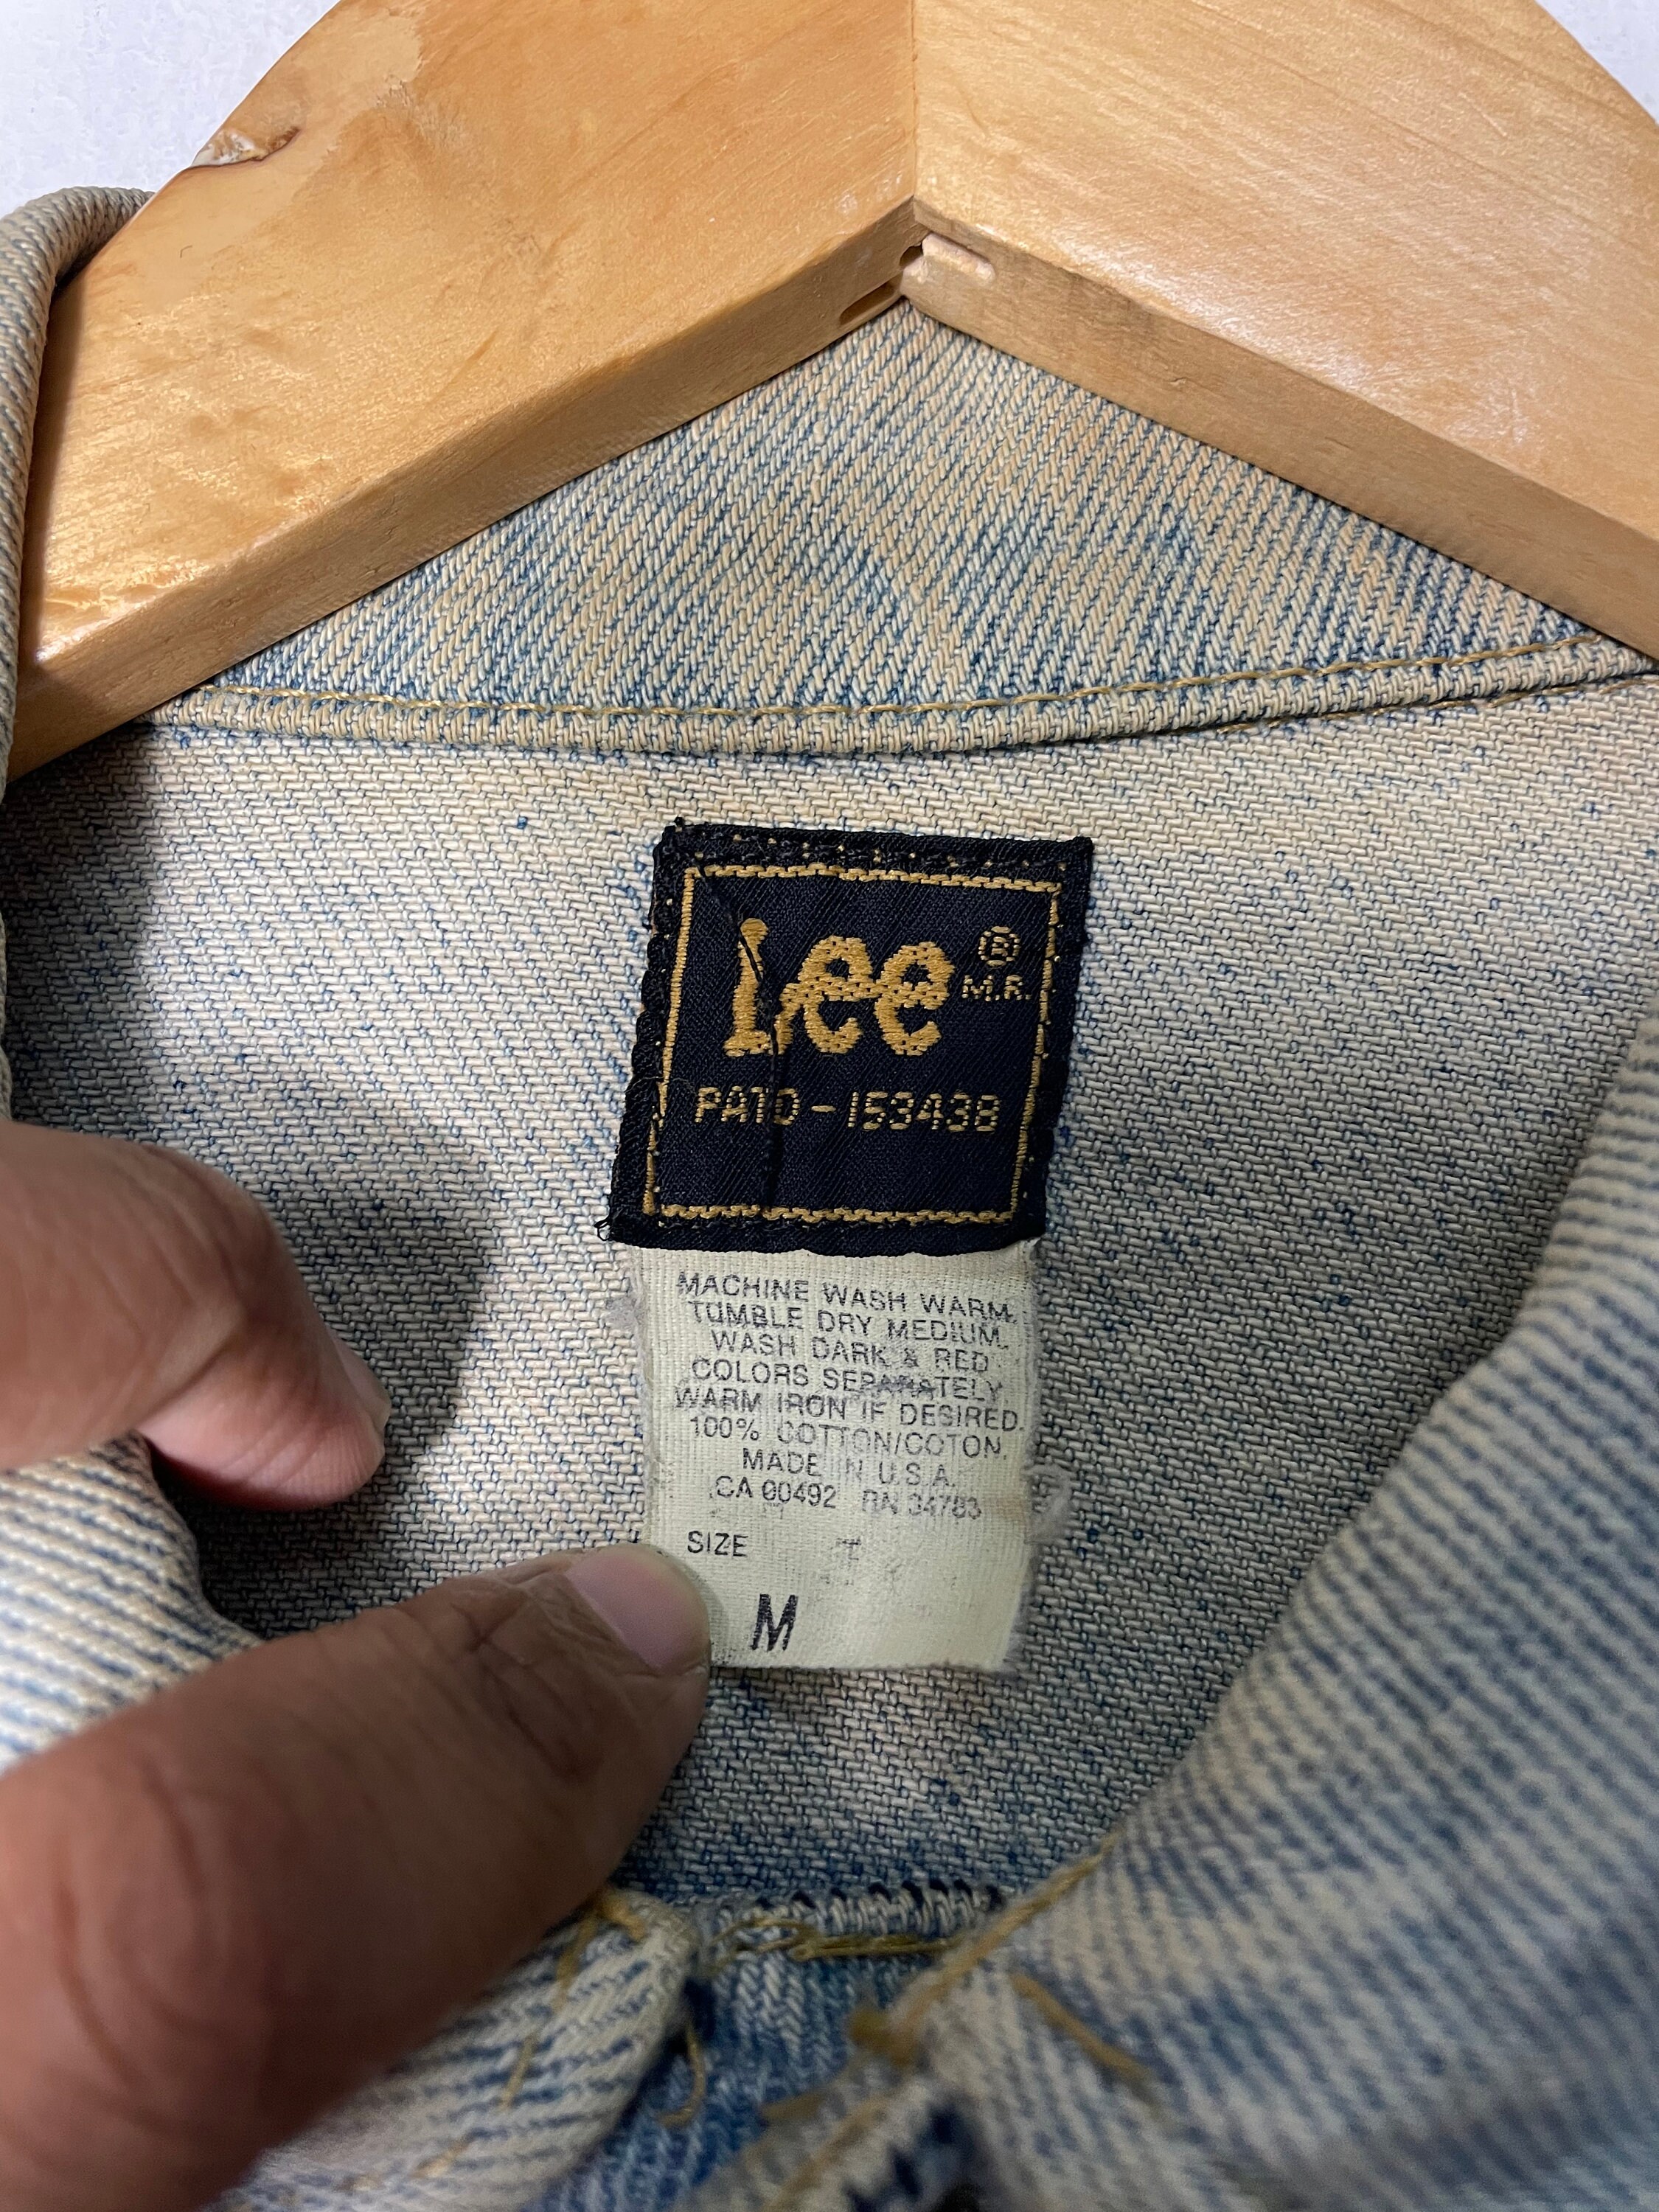 Lee ®
M.R.
PATD-153438
MACHINE WASH WARM.
TUMBLE DRY MEDIUM.
WASH DARK & RED
COLORS SEPARATELY
WARM IRON IF DESIRED.
100% COTTON/COTON.
MADE IN U.S.A.
CA 00492 RN 34783
SIZE
M